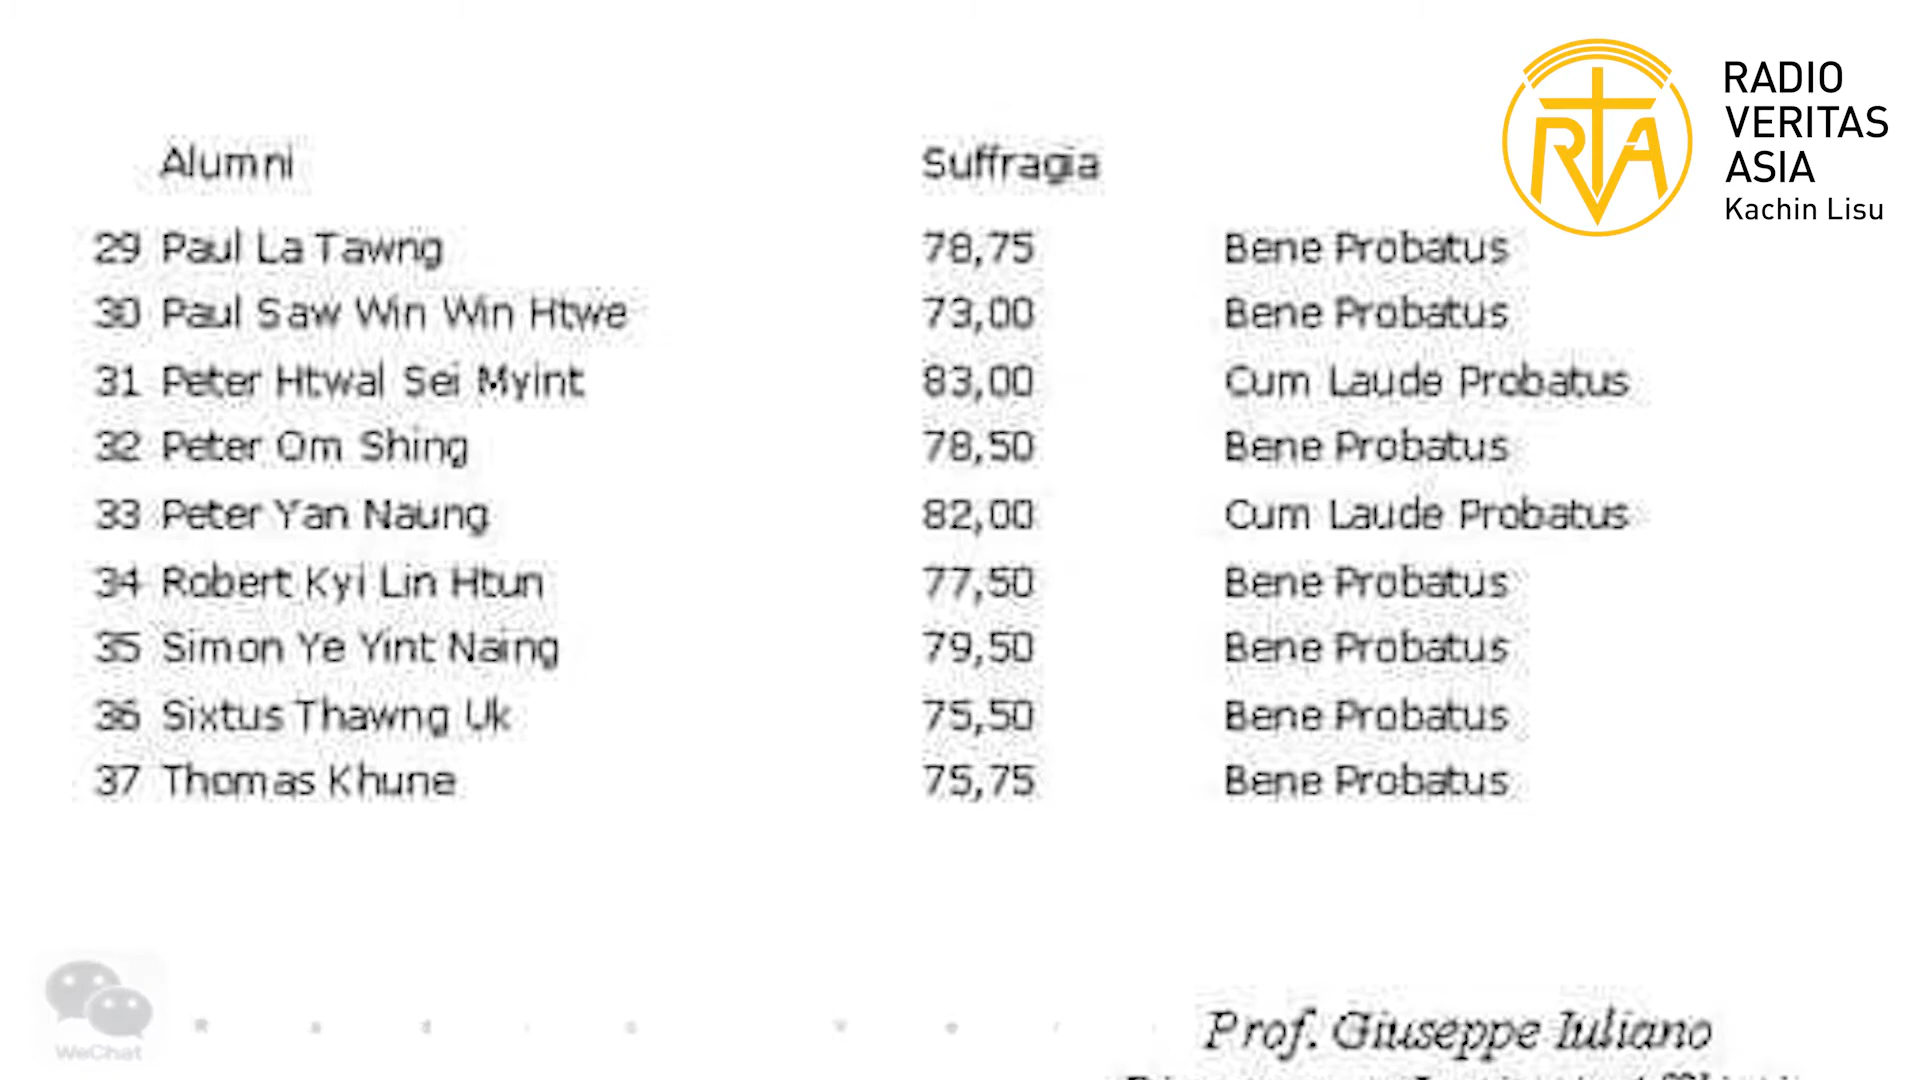 RADIO
VERITAS
ASIA
Kachin Lisu
RVA
Alumni Suffragia
29 Paul La Tawng 78,75 Bene Probatus
30 Paul Saw Win Win Htwe 73,00 Bene Probatus
31 Peter Htwal Sei Myint 83,00 Cum Laude Probatus
32 Peter Om Shing 78,50 Bene Probatus
33 Peter Yan Naung 82,00 Cum Laude Probatus
34 Robert Kyi Lin Htun 77,50 Bene Probatus
35 Simon Ye Yint Naing 79,50 Bene Probatus
36 Sixtus Thawng Uk 75,50 Bene Probatus
37 Thomas Khune 75,75 Bene Probatus
WeChat
Prof. Giuseppe Iuliano